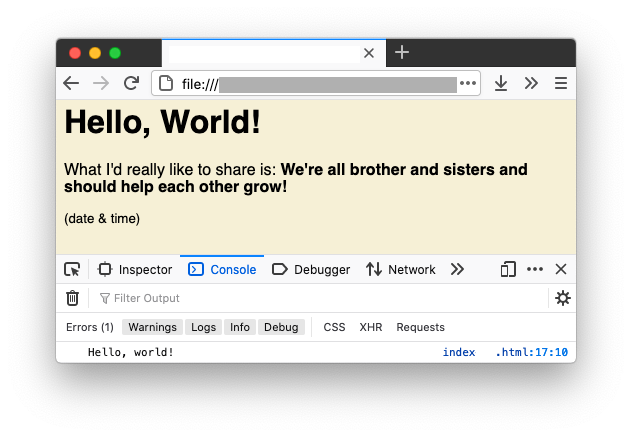 file:///
Hello, World!
What I'd really like to share is: We're all brother and sisters and
should help each other grow!
(date & time)
Inspector Console Debugger Network
Filter Output
Errors (1) Warnings Logs Info Debug CSS XHR Requests
Hello, world! index .html:17:10